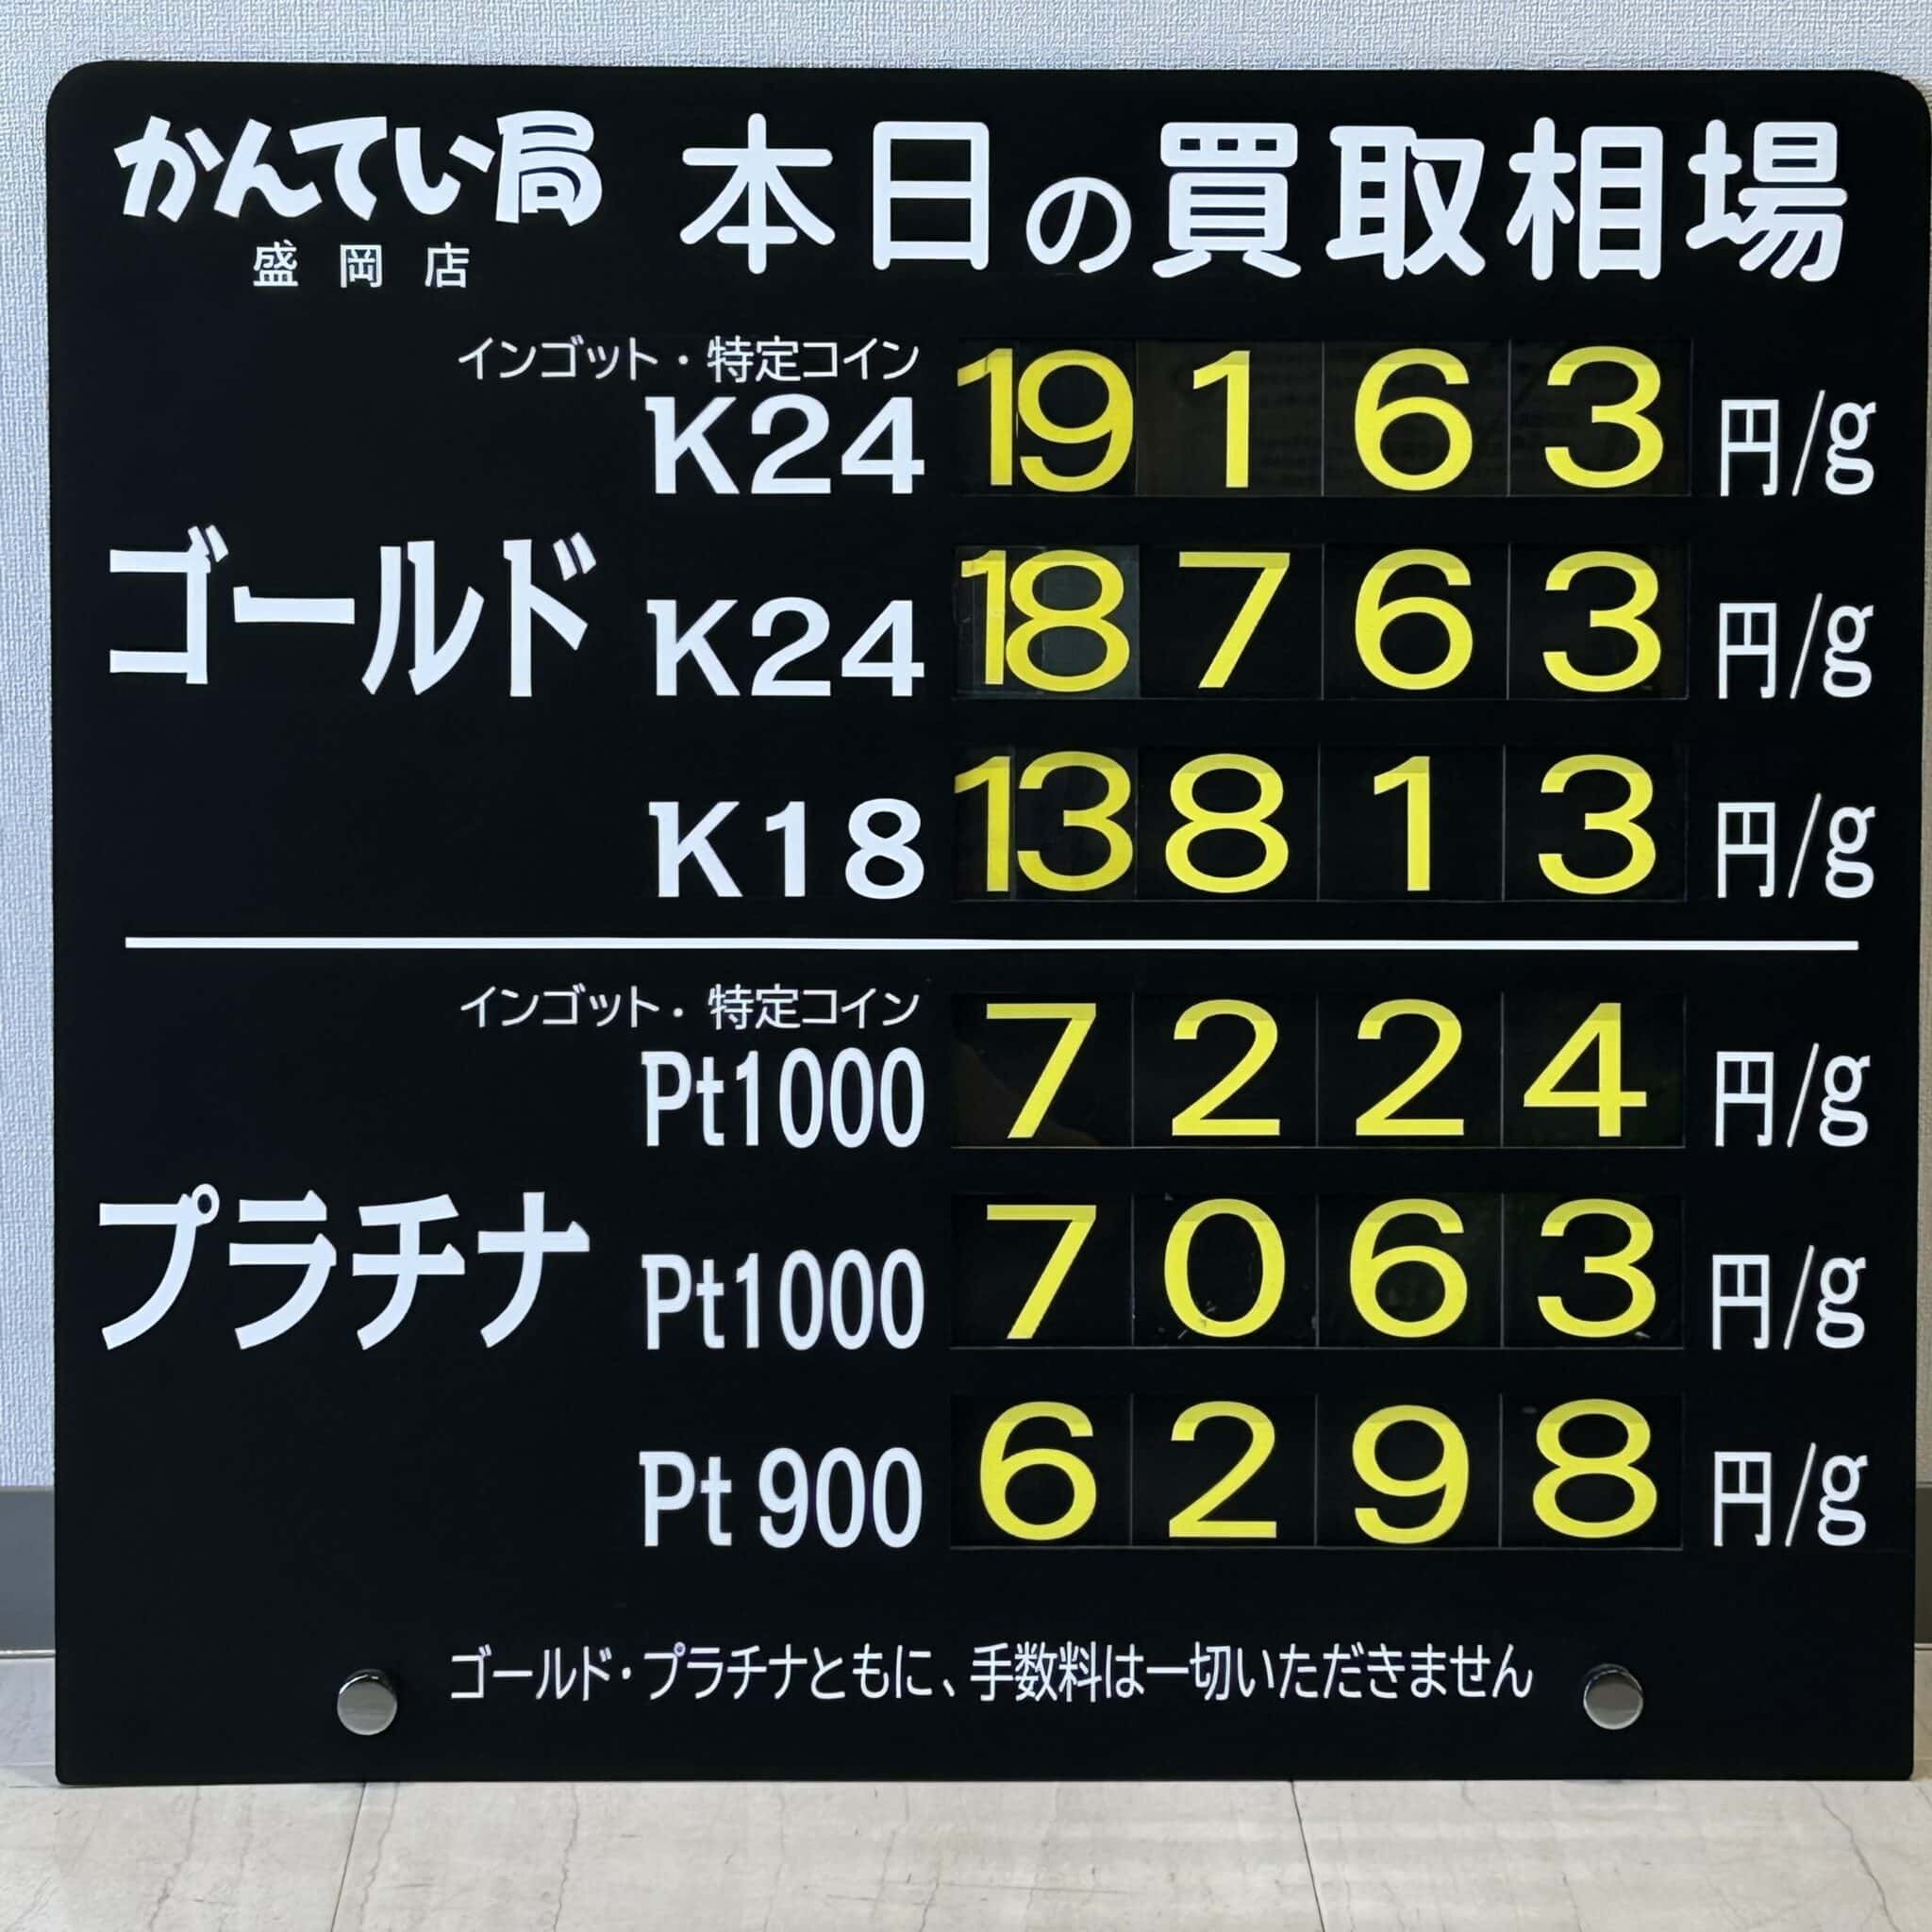 かんてい局 本日の買取相場
盛岡店
インゴット・特定コイン
K24 19163 円/g
ゴールド K24 18763 円/g
K18 13813 円/g
インゴット・特定コイン
Pt1000 7224 円/g
プラチナ Pt1000 7063 円/g
Pt900 6298 円/g
ゴールド・プラチナともに、手数料は一切いただきません